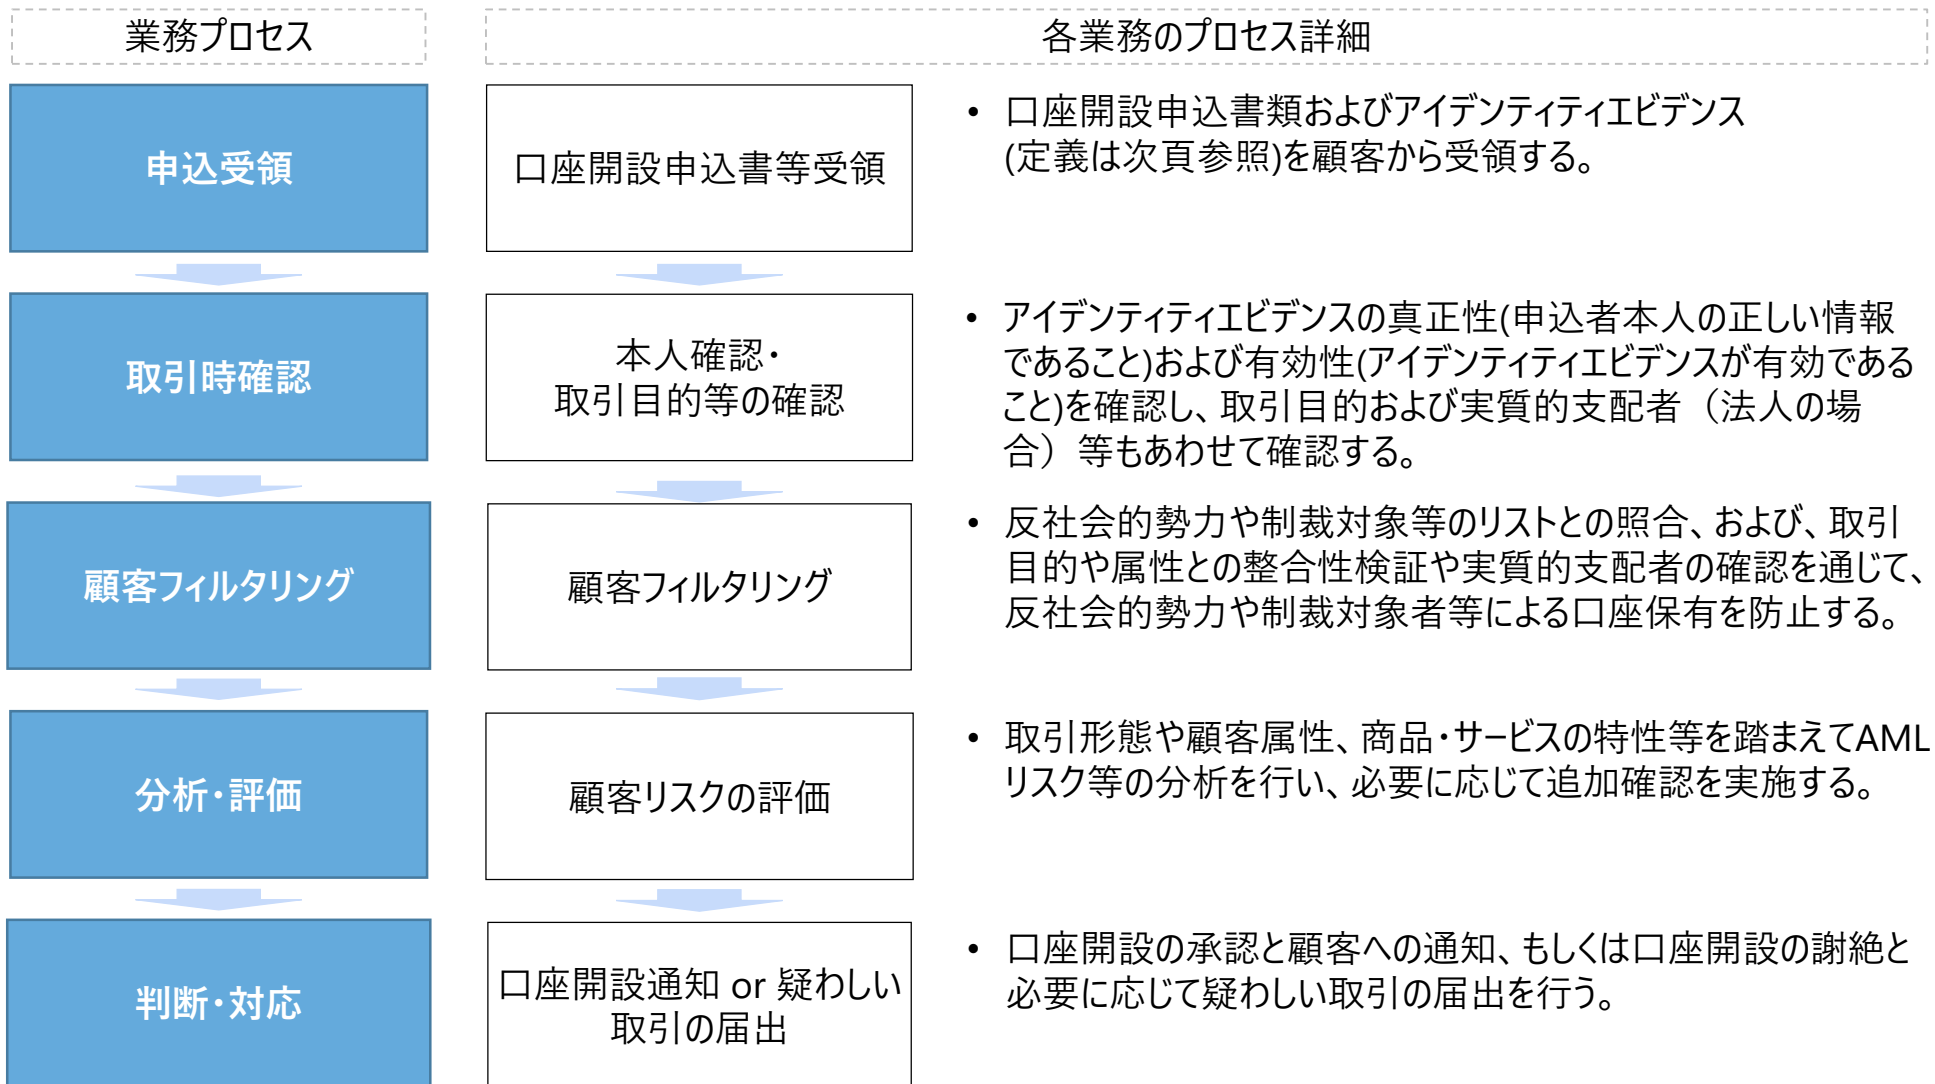 業務プロセス
各業務のプロセス詳細
申込受領
口座開設申込書等受領
• 口座開設申込書類およびアイデンティティエビデンス
(定義は次頁参照)を顧客から受領する。
取引時確認
本人確認・
取引目的等の確認
• アイデンティティエビデンスの真正性(申込者本人の正しい情報
であること)および有効性(アイデンティティエビデンスが有効である
こと)を確認し、取引目的および実質的支配者（法人の場
合）等もあわせて確認する。
顧客フィルタリング
顧客フィルタリング
• 反社会的勢力や制裁対象等のリストとの照合、および、取引
目的や属性との整合性検証や実質的支配者の確認を通じて、
反社会的勢力や制裁対象者等による口座保有を防止する。
分析・評価
顧客リスクの評価
• 取引形態や顧客属性、商品・サービスの特性等を踏まえてAML
リスク等の分析を行い、必要に応じて追加確認を実施する。
判断・対応
口座開設通知 or 疑わしい
取引の届出
• 口座開設の承認と顧客への通知、もしくは口座開設の謝絶と
必要に応じて疑わしい取引の届出を行う。